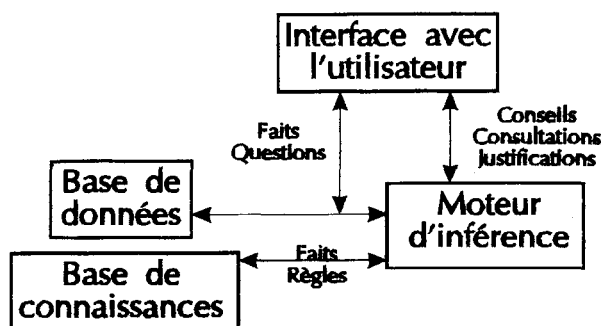 Interface avec
l'utilisateur
Faits
Questions
Conseils
Consultations
Justifications
Base de
données
Moteur
d'inférence
Faits
Règles
Base de
connaissances